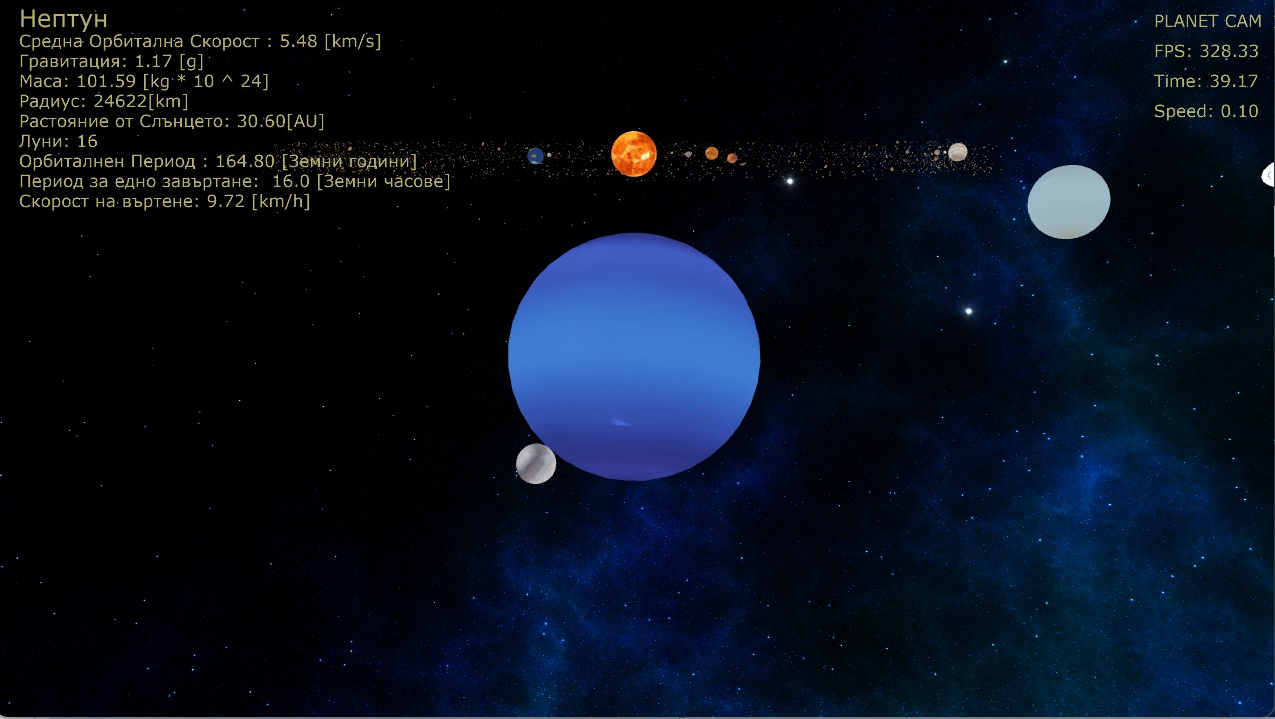 Нептун
Средна Орбитална Скорост : 5.48 [km/s]
Гравитация: 1.17 [g]
Маса: 101.59 [kg * 10 ^ 24]
Радиус: 24622[km]
Растояние от Слънцето: 30.60[AU]
Луни: 16
Орбиталнен Период : 164.80 [Земни години]
Период за едно завъртане:  16.0 [Земни часове]
Скорост на въртене: 9.72 [km/h]
PLANET CAM
FPS: 328.33
Time: 39.17
Speed: 0.10